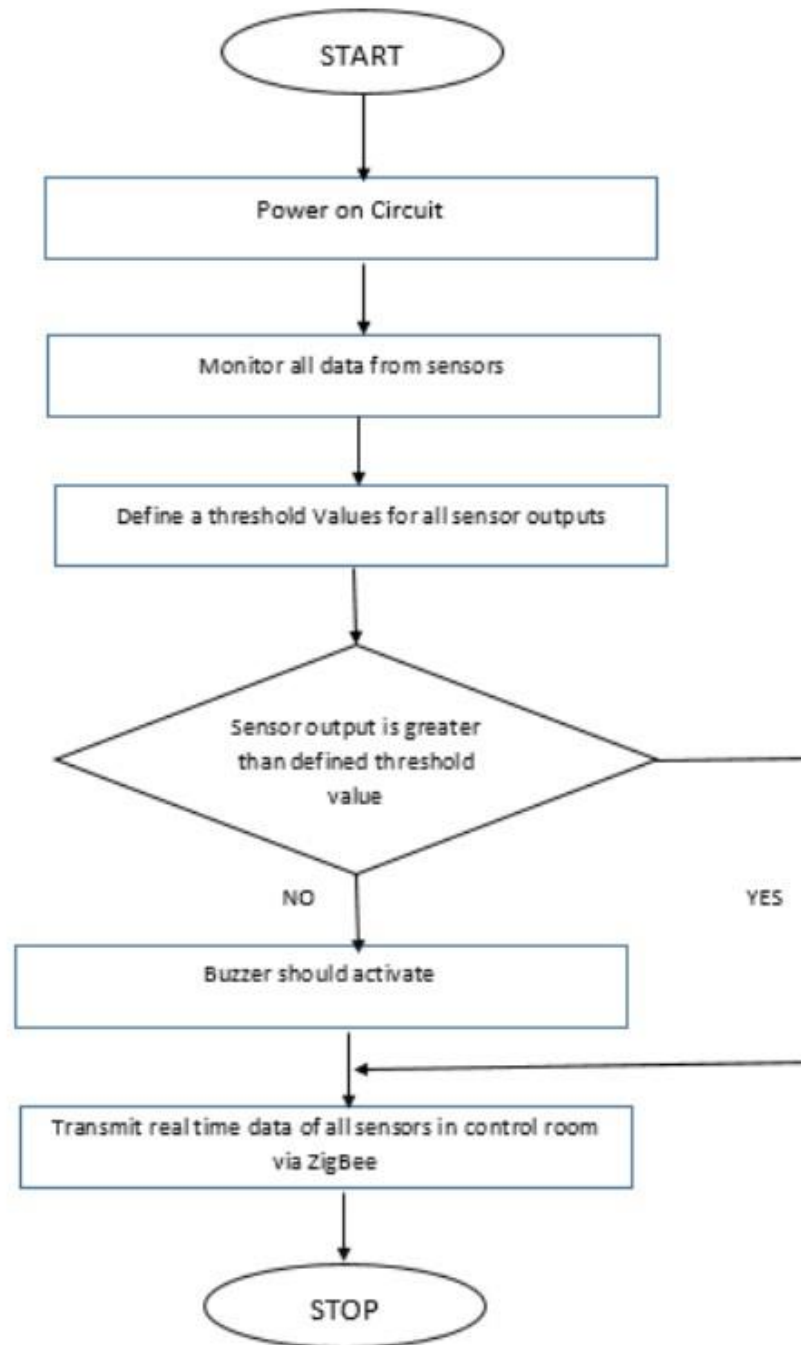 START
Power on Circuit
Monitor all data from sensors
Define a threshold Values for all sensor outputs
Sensor output is greater
than defined threshold
value
NO
YES
Buzzer should activate
Transmit real time data of all sensors in control room
via ZigBee
STOP